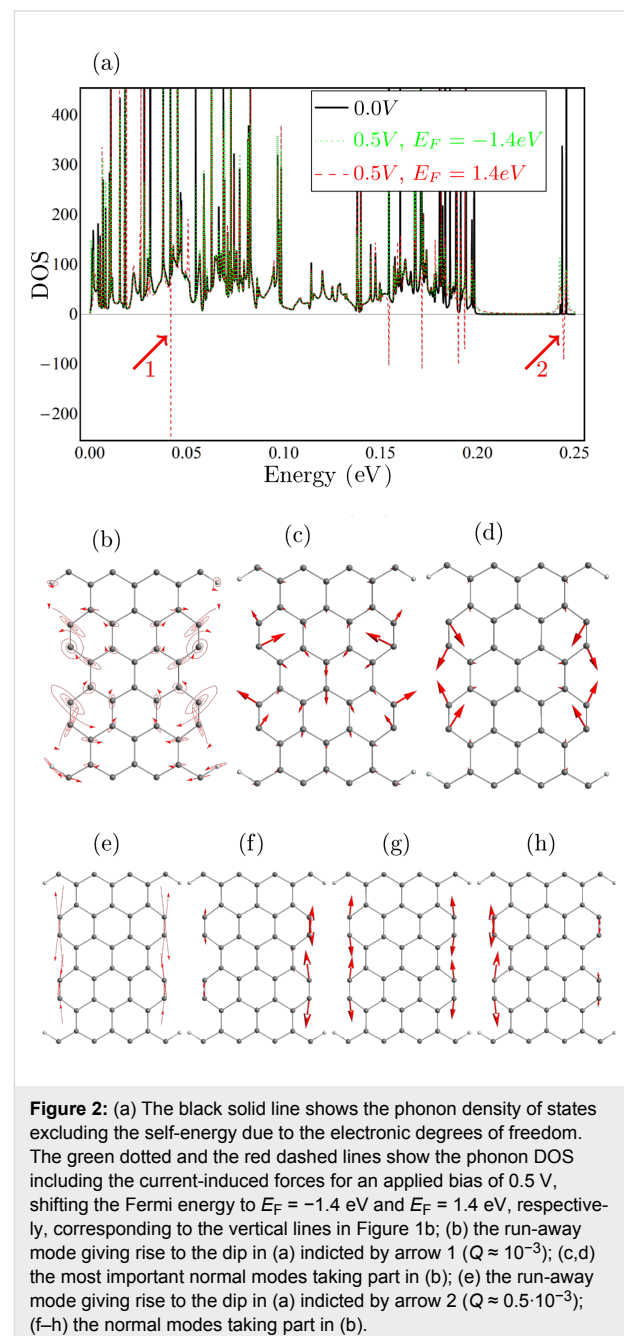 (a)
400
300
200
100
0
−100
−200
DOS
0.0V
0.5V, E_F = −1.4eV
0.5V, E_F = 1.4eV
1
2
0.00 0.05 0.10 0.15 0.20 0.25
Energy (eV)
(b) (c) (d)
(e) (f) (g) (h)
Figure 2: (a) The black solid line shows the phonon density of states
excluding the self-energy due to the electronic degrees of freedom.
The green dotted and the red dashed lines show the phonon DOS
including the current-induced forces for an applied bias of 0.5 V,
shifting the Fermi energy to E_F = −1.4 eV and E_F = 1.4 eV, respective-
ly, corresponding to the vertical lines in Figure 1b; (b) the run-away
mode giving rise to the dip in (a) indicted by arrow 1 (Q ≈ 10⁻³); (c,d)
the most important normal modes taking part in (b); (e) the run-away
mode giving rise to the dip in (a) indicted by arrow 2 (Q ≈ 0.5·10⁻³);
(f–h) the normal modes taking part in (b).